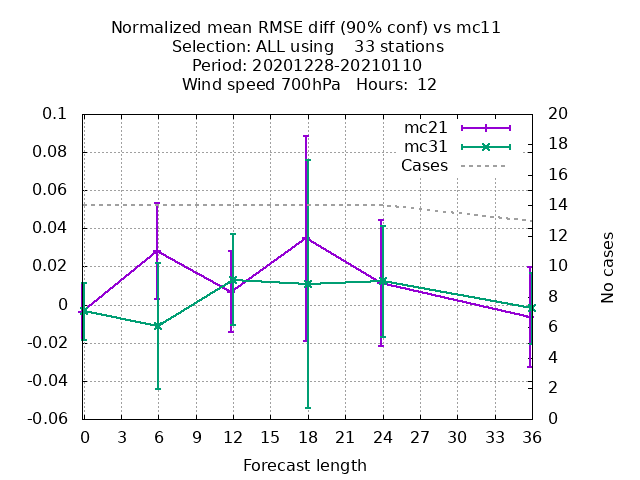 Normalized mean RMSE diff (90% conf) vs mc11
Selection: ALL using    33 stations
Period: 20201228-20210110
Wind speed 700hPa   Hours:  12
mc21
mc31
Cases
0.1
0.08
0.06
0.04
0.02
0
-0.02
-0.04
-0.06
20
18
16
14
12
10
8
6
4
2
0
No cases
0 3 6 9 12 15 18 21 24 27 30 33 36
Forecast length